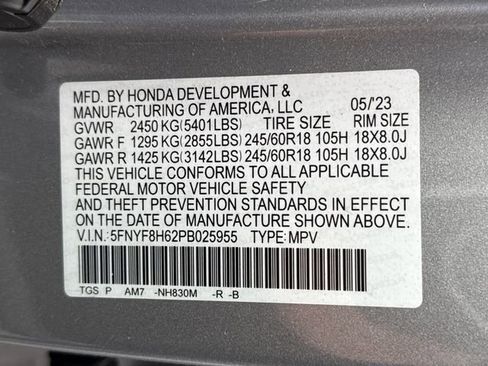 MFD. BY HONDA DEVELOPMENT &
MANUFACTURING OF AMERICA, LLC 05/'23
GVWR 2450 KG(5401LBS) TIRE SIZE RIM SIZE
GAWR F 1295 KG(2855LBS) 245/60R18 105H 18X8.0J
GAWR R 1425 KG(3142LBS) 245/60R18 105H 18X8.0J
THIS VEHICLE CONFORMS TO ALL APPLICABLE
FEDERAL MOTOR VEHICLE SAFETY
AND THEFT PREVENTION STANDARDS IN EFFECT
ON THE DATE OF MANUFACTURE SHOWN ABOVE.
V.I.N.:5FNYF8H62PB025955 TYPE:MPV
TGS P AM7 -NH830M -R -B